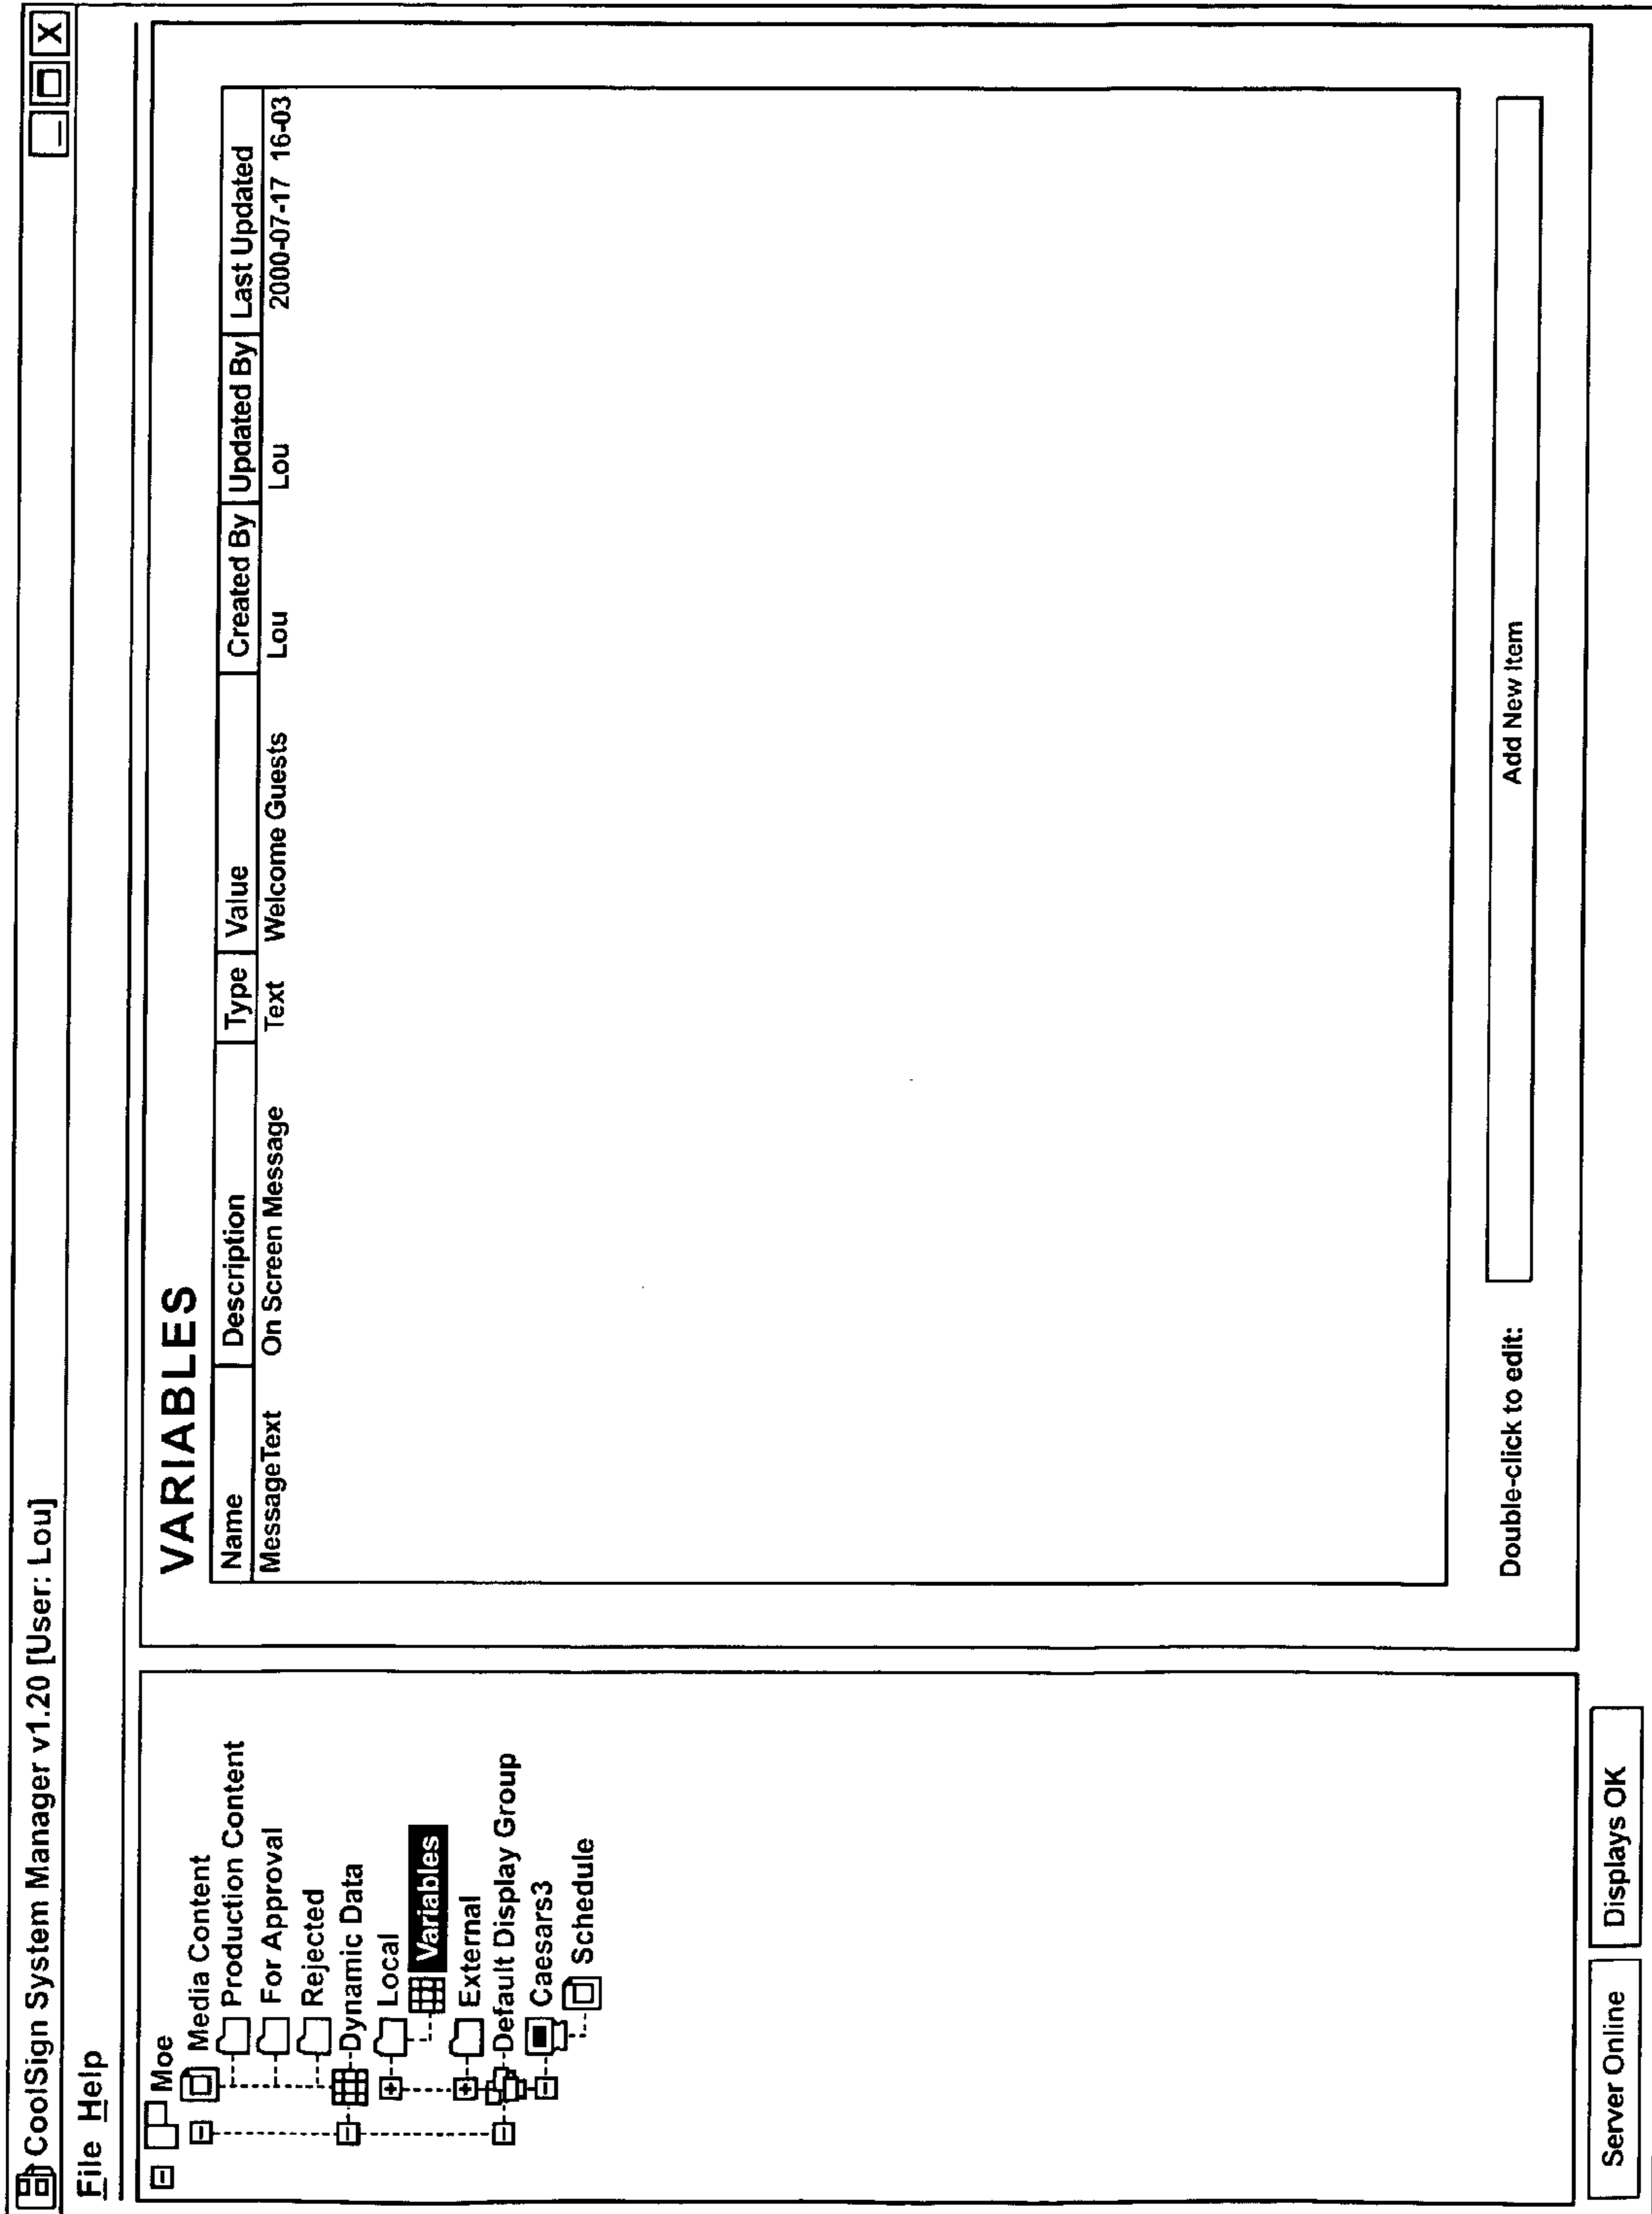 CoolSign System Manager v1.20 [User: Lou]
File Help
Moe
Media Content
Production Content
For Approval
Rejected
Dynamic Data
Local
Variables
External
Default Display Group
Caesars3
Schedule
VARIABLES
Name Description Type Value Created By Updated By Last Updated
MessageText On Screen Message Text Welcome Guests Lou Lou 2000-07-17 16-03
Double-click to edit: Add New Item
Server Online Displays OK